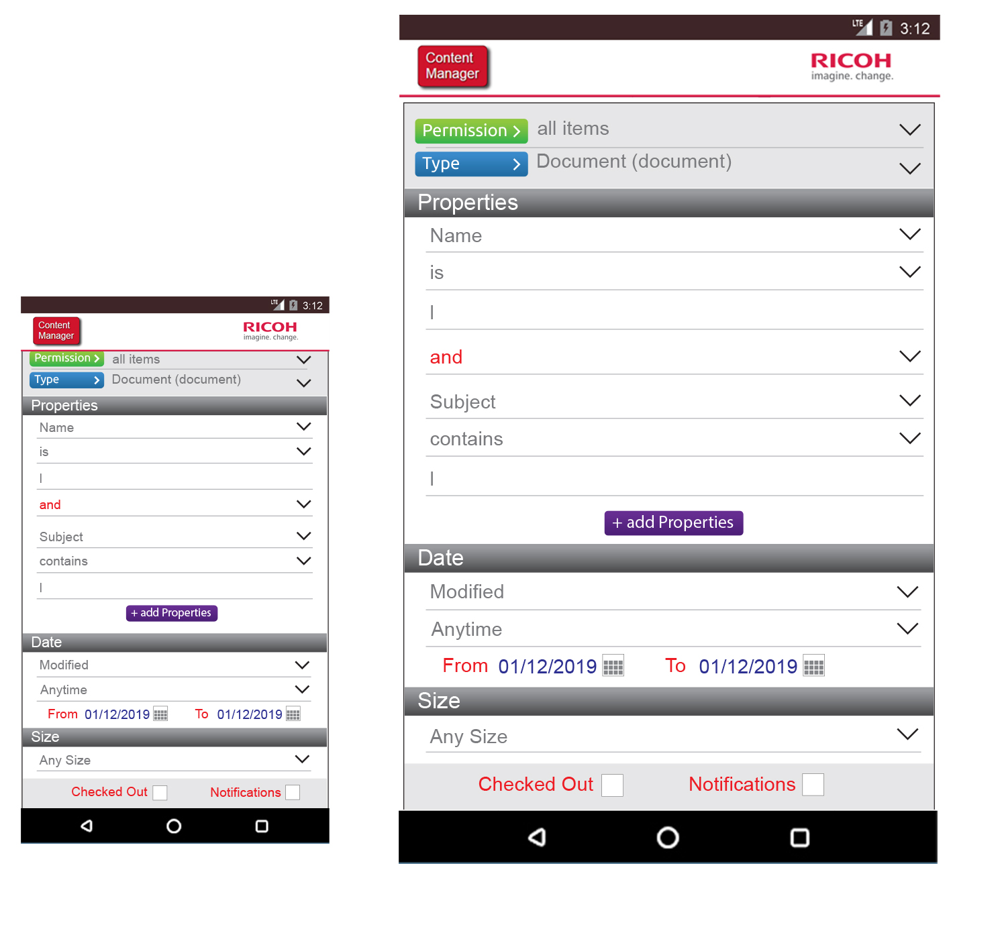 LTE 3:12
Content
Manager
RICOH
imagine. change.
Permission > all items
Type > Document (document)
Properties
Name
is
|
and
Subject
contains
|
+ add Properties
Date
Modified
Anytime
From 01/12/2019 To 01/12/2019
Size
Any Size
Checked Out Notifications
LTE 3:12
Content
Manager
RICOH
imagine. change.
Permission > all items
Type > Document (document)
Properties
Name
is
|
and
Subject
contains
|
+ add Properties
Date
Modified
Anytime
From 01/12/2019 To 01/12/2019
Size
Any Size
Checked Out Notifications